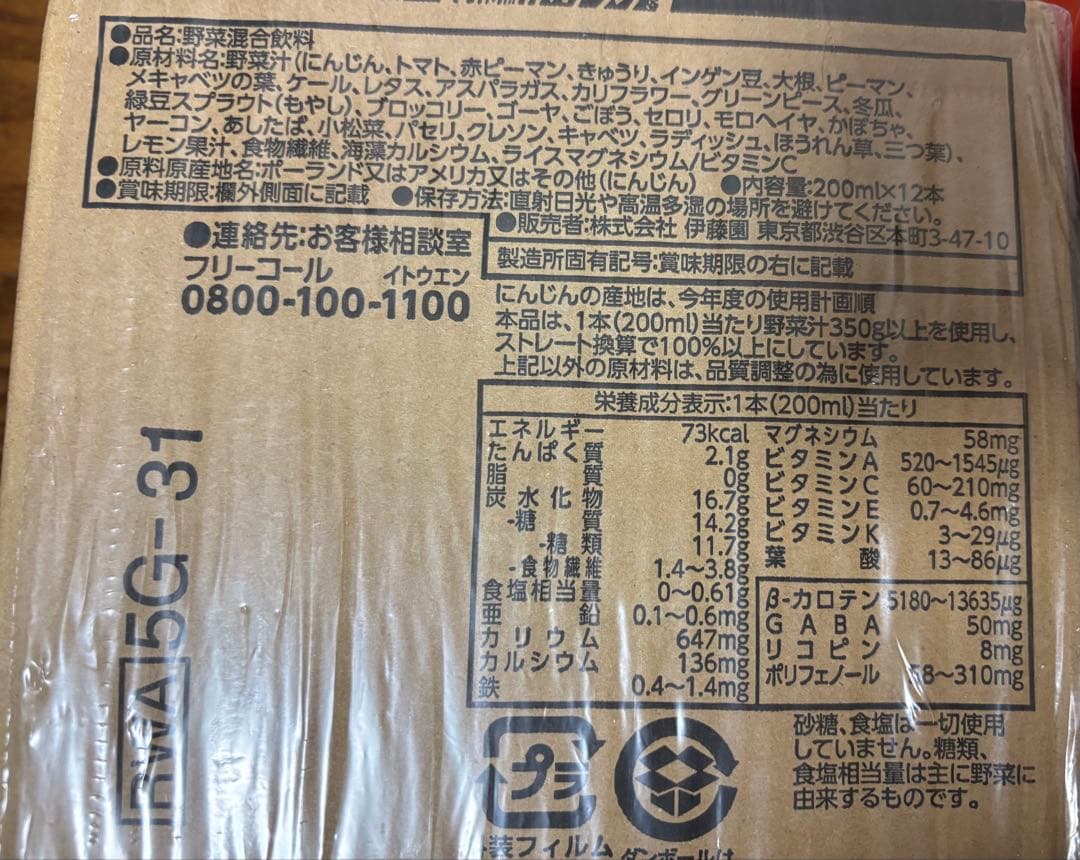 ●品名:野菜混合飲料
●原材料名:野菜汁(にんじん、トマト、赤ピーマン、きゅうり、インゲン豆、大根、ピーマン、
メキャベツの葉、ケール、レタス、アスパラガス、カリフラワー、グリーンピース、冬瓜、
緑豆スプラウト(もやし)、ブロッコリー、ゴーヤ、ごぼう、セロリ、モロヘイヤ、かぼちゃ、
ヤーコン、あしたば、小松菜、パセリ、クレソン、キャベツ、ラディッシュ、ほうれん草、三つ葉)、
レモン果汁、食物繊維、海藻カルシウム、ライスマグネシウム/ビタミンC
●原料原産地名:ポーランド又はアメリカ又はその他(にんじん) ●内容量:200ml×12本
●賞味期限:欄外側面に記載 ●保存方法:直射日光や高温多湿の場所を避けてください。
●販売者:株式会社 伊藤園 東京都渋谷区本町3-47-10
製造所固有記号:賞味期限の右に記載
●連絡先:お客様相談室
フリーコール イトウエン
0800-100-1100
にんじんの産地は、今年度の使用計画順
本品は、1本(200ml)当たり野菜汁350g以上を使用し、
ストレート換算で100%以上にしています。
上記以外の原材料は、品質調整の為に使用しています。
栄養成分表示:1本(200ml)当たり
エネルギー 73kcal
たんぱく質 2.1g
脂質 0g
炭水化物 16.7g
-糖質 14.2g
-糖類 11.7g
-食物繊維 1.4~3.8g
食塩相当量 0~0.61g
亜鉛 0.1~0.6mg
カリウム 647mg
カルシウム 136mg
鉄 0.4~1.4mg
マグネシウム 58mg
ビタミンA 520~1545μg
ビタミンC 60~210mg
ビタミンE 0.7~4.6mg
ビタミンK 3~29μg
葉酸 13~86μg
β-カロテン 5180~13635μg
GABA 50mg
リコピン 8mg
ポリフェノール 58~310mg
砂糖、食塩は一切使用
していません。糖類、
食塩相当量は主に野菜に
由来するものです。
プラ
装フィルム
ダンボールは
RWA 5G-31